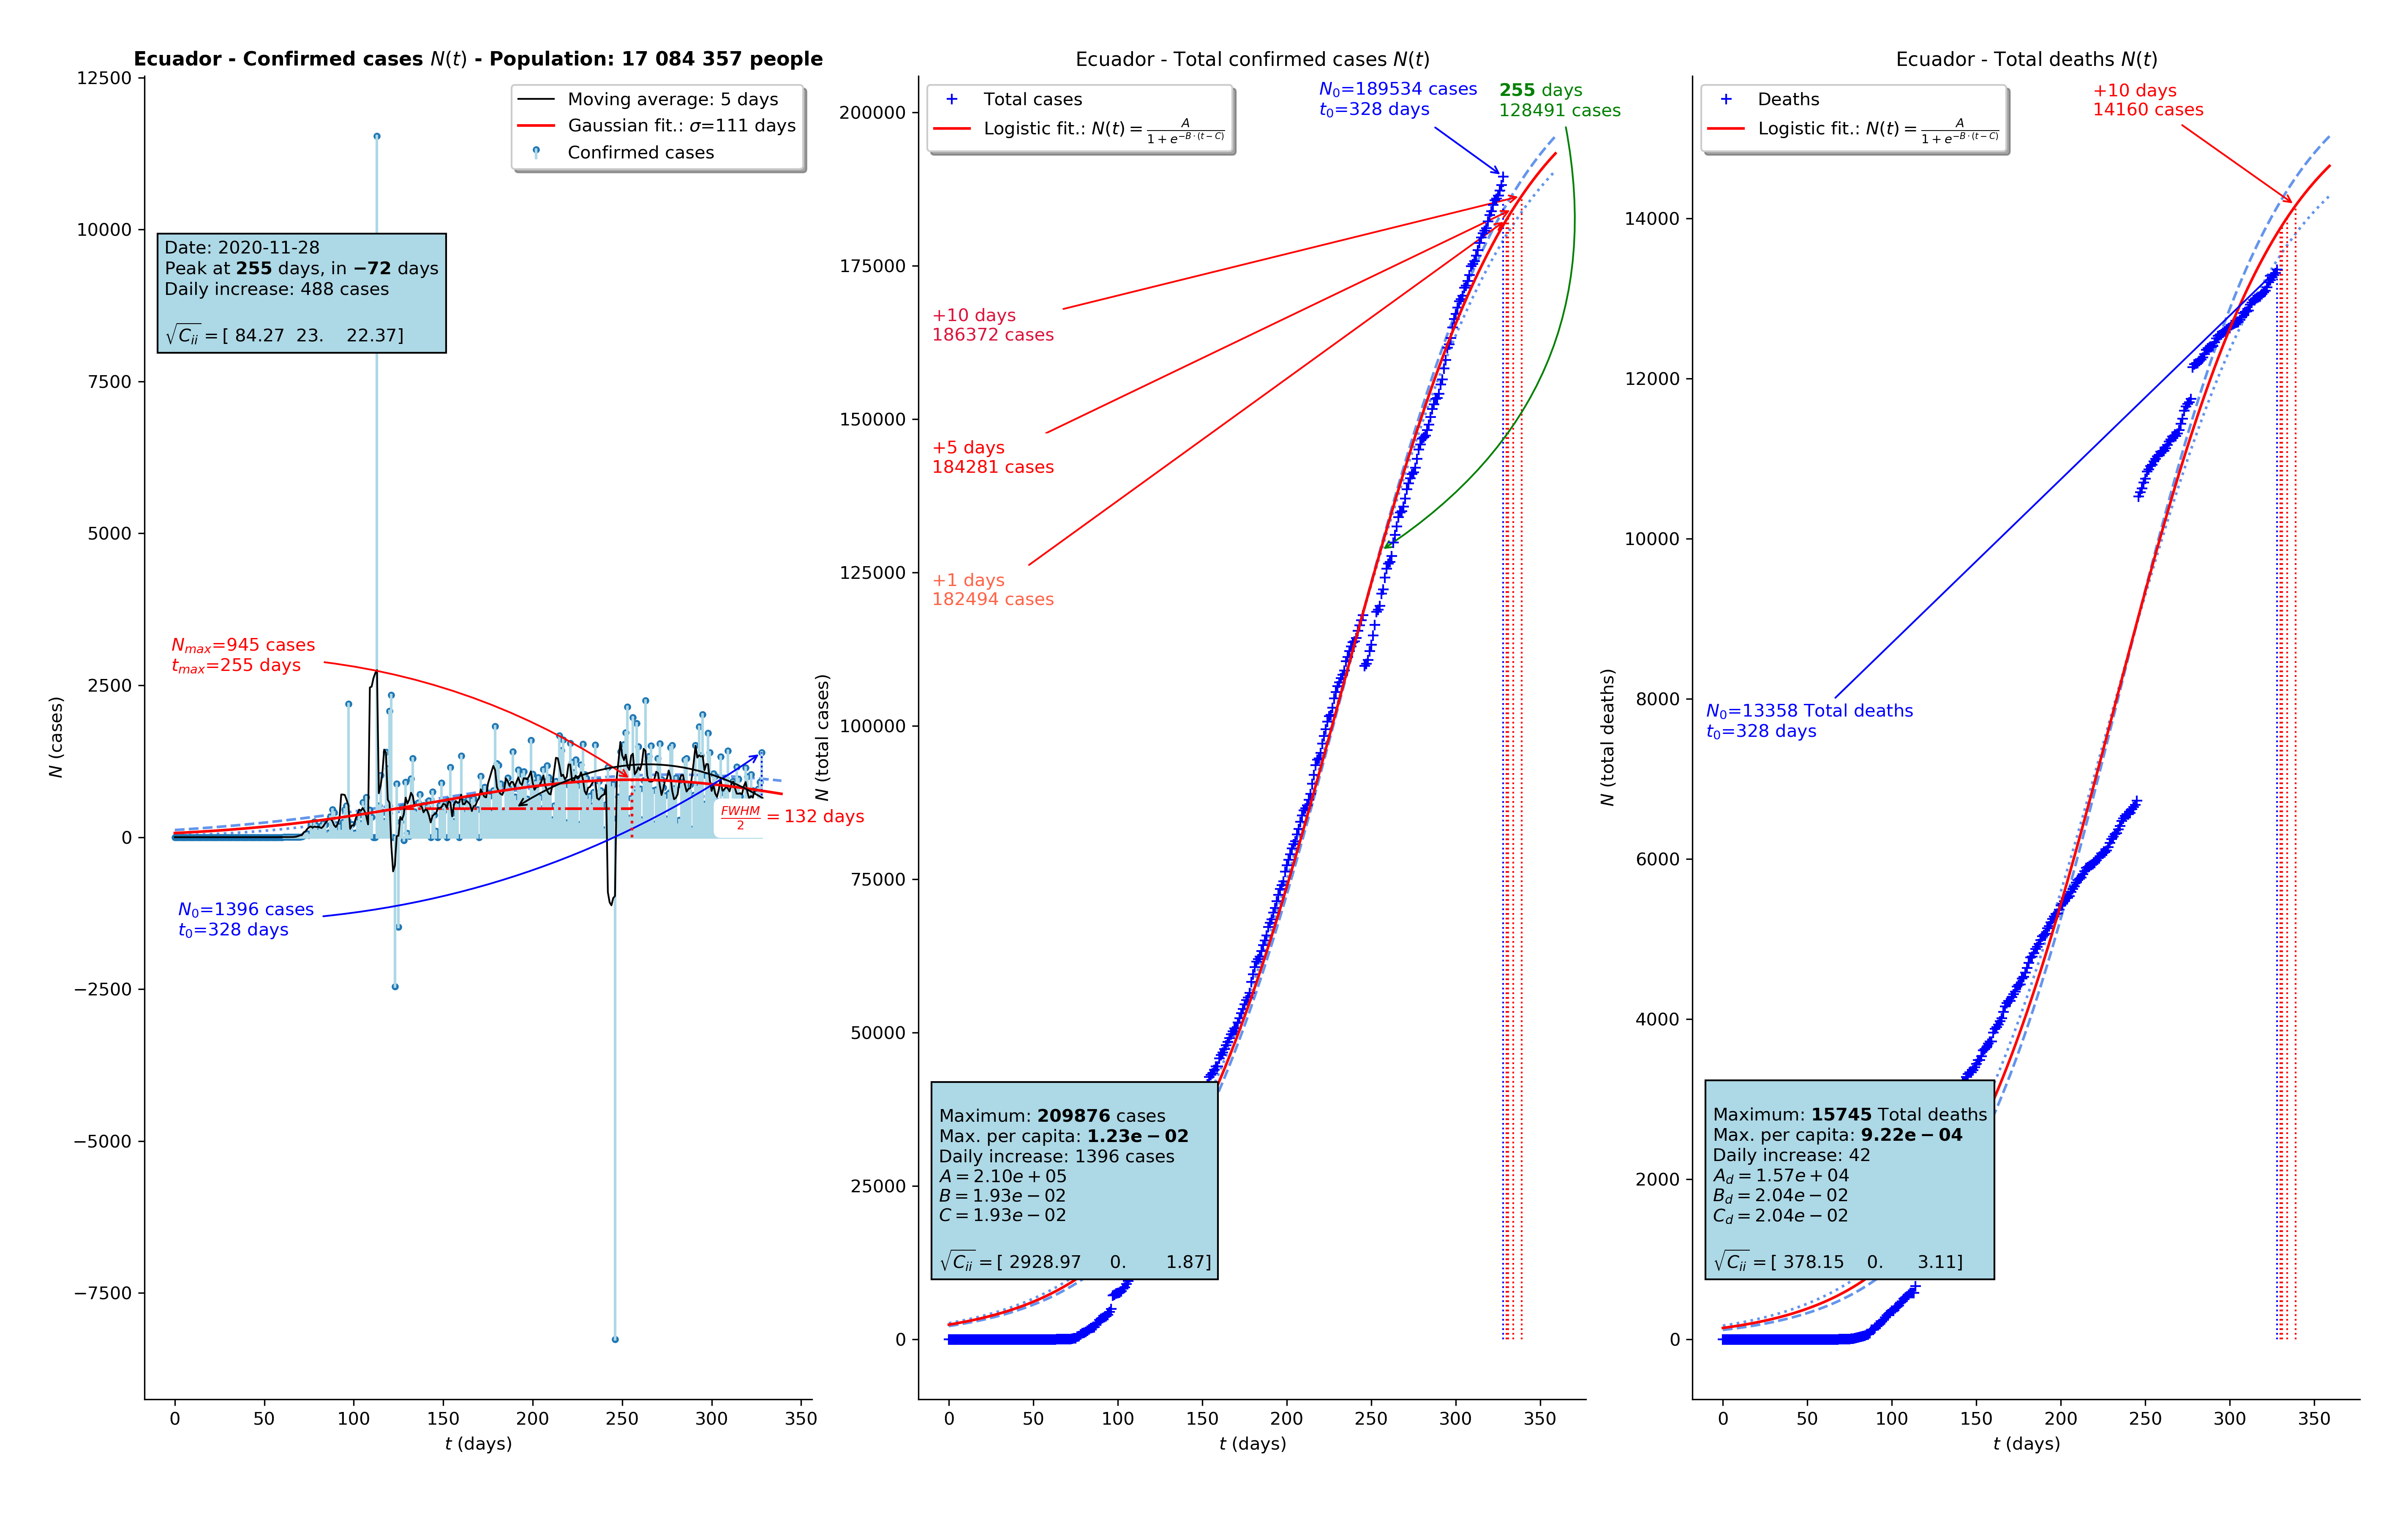 Ecuador - Confirmed cases N(t) - Population: 17 084 357 people
12500
10000
7500
5000
2500
0
−2500
−5000
−7500
N (cases)
0 50 100 150 200 250 300 350
t (days)
Moving average: 5 days
Gaussian fit.: σ=111 days
Confirmed cases
Date: 2020-11-28
Peak at 255 days, in −72 days
Daily increase: 488 cases
√C_ii = [ 84.27 23. 22.37]
N_max=945 cases
t_max=255 days
N_0=1396 cases
t_0=328 days
FWHM/2 = 132 days
Ecuador - Total confirmed cases N(t)
200000
175000
150000
125000
100000
75000
50000
25000
0
N (total cases)
0 50 100 150 200 250 300 350
t (days)
Total cases
Logistic fit.: N(t) = A/(1 + e^{−B·(t−C)})
N_0=189534 cases
t_0=328 days
255 days
128491 cases
+10 days
186372 cases
+5 days
184281 cases
+1 days
182494 cases
Maximum: 209876 cases
Max. per capita: 1.23e − 02
Daily increase: 1396 cases
A = 2.10e + 05
B = 1.93e − 02
C = 1.93e − 02
√C_ii = [ 2928.97 0. 1.87]
Ecuador - Total deaths N(t)
14000
12000
10000
8000
6000
4000
2000
0
N (total deaths)
0 50 100 150 200 250 300 350
t (days)
Deaths
Logistic fit.: N(t) = A/(1 + e^{−B·(t−C)})
+10 days
14160 cases
N_0=13358 Total deaths
t_0=328 days
Maximum: 15745 Total deaths
Max. per capita: 9.22e − 04
Daily increase: 42
A_d = 1.57e + 04
B_d = 2.04e − 02
C_d = 2.04e − 02
√C_ii = [ 378.15 0. 3.11]